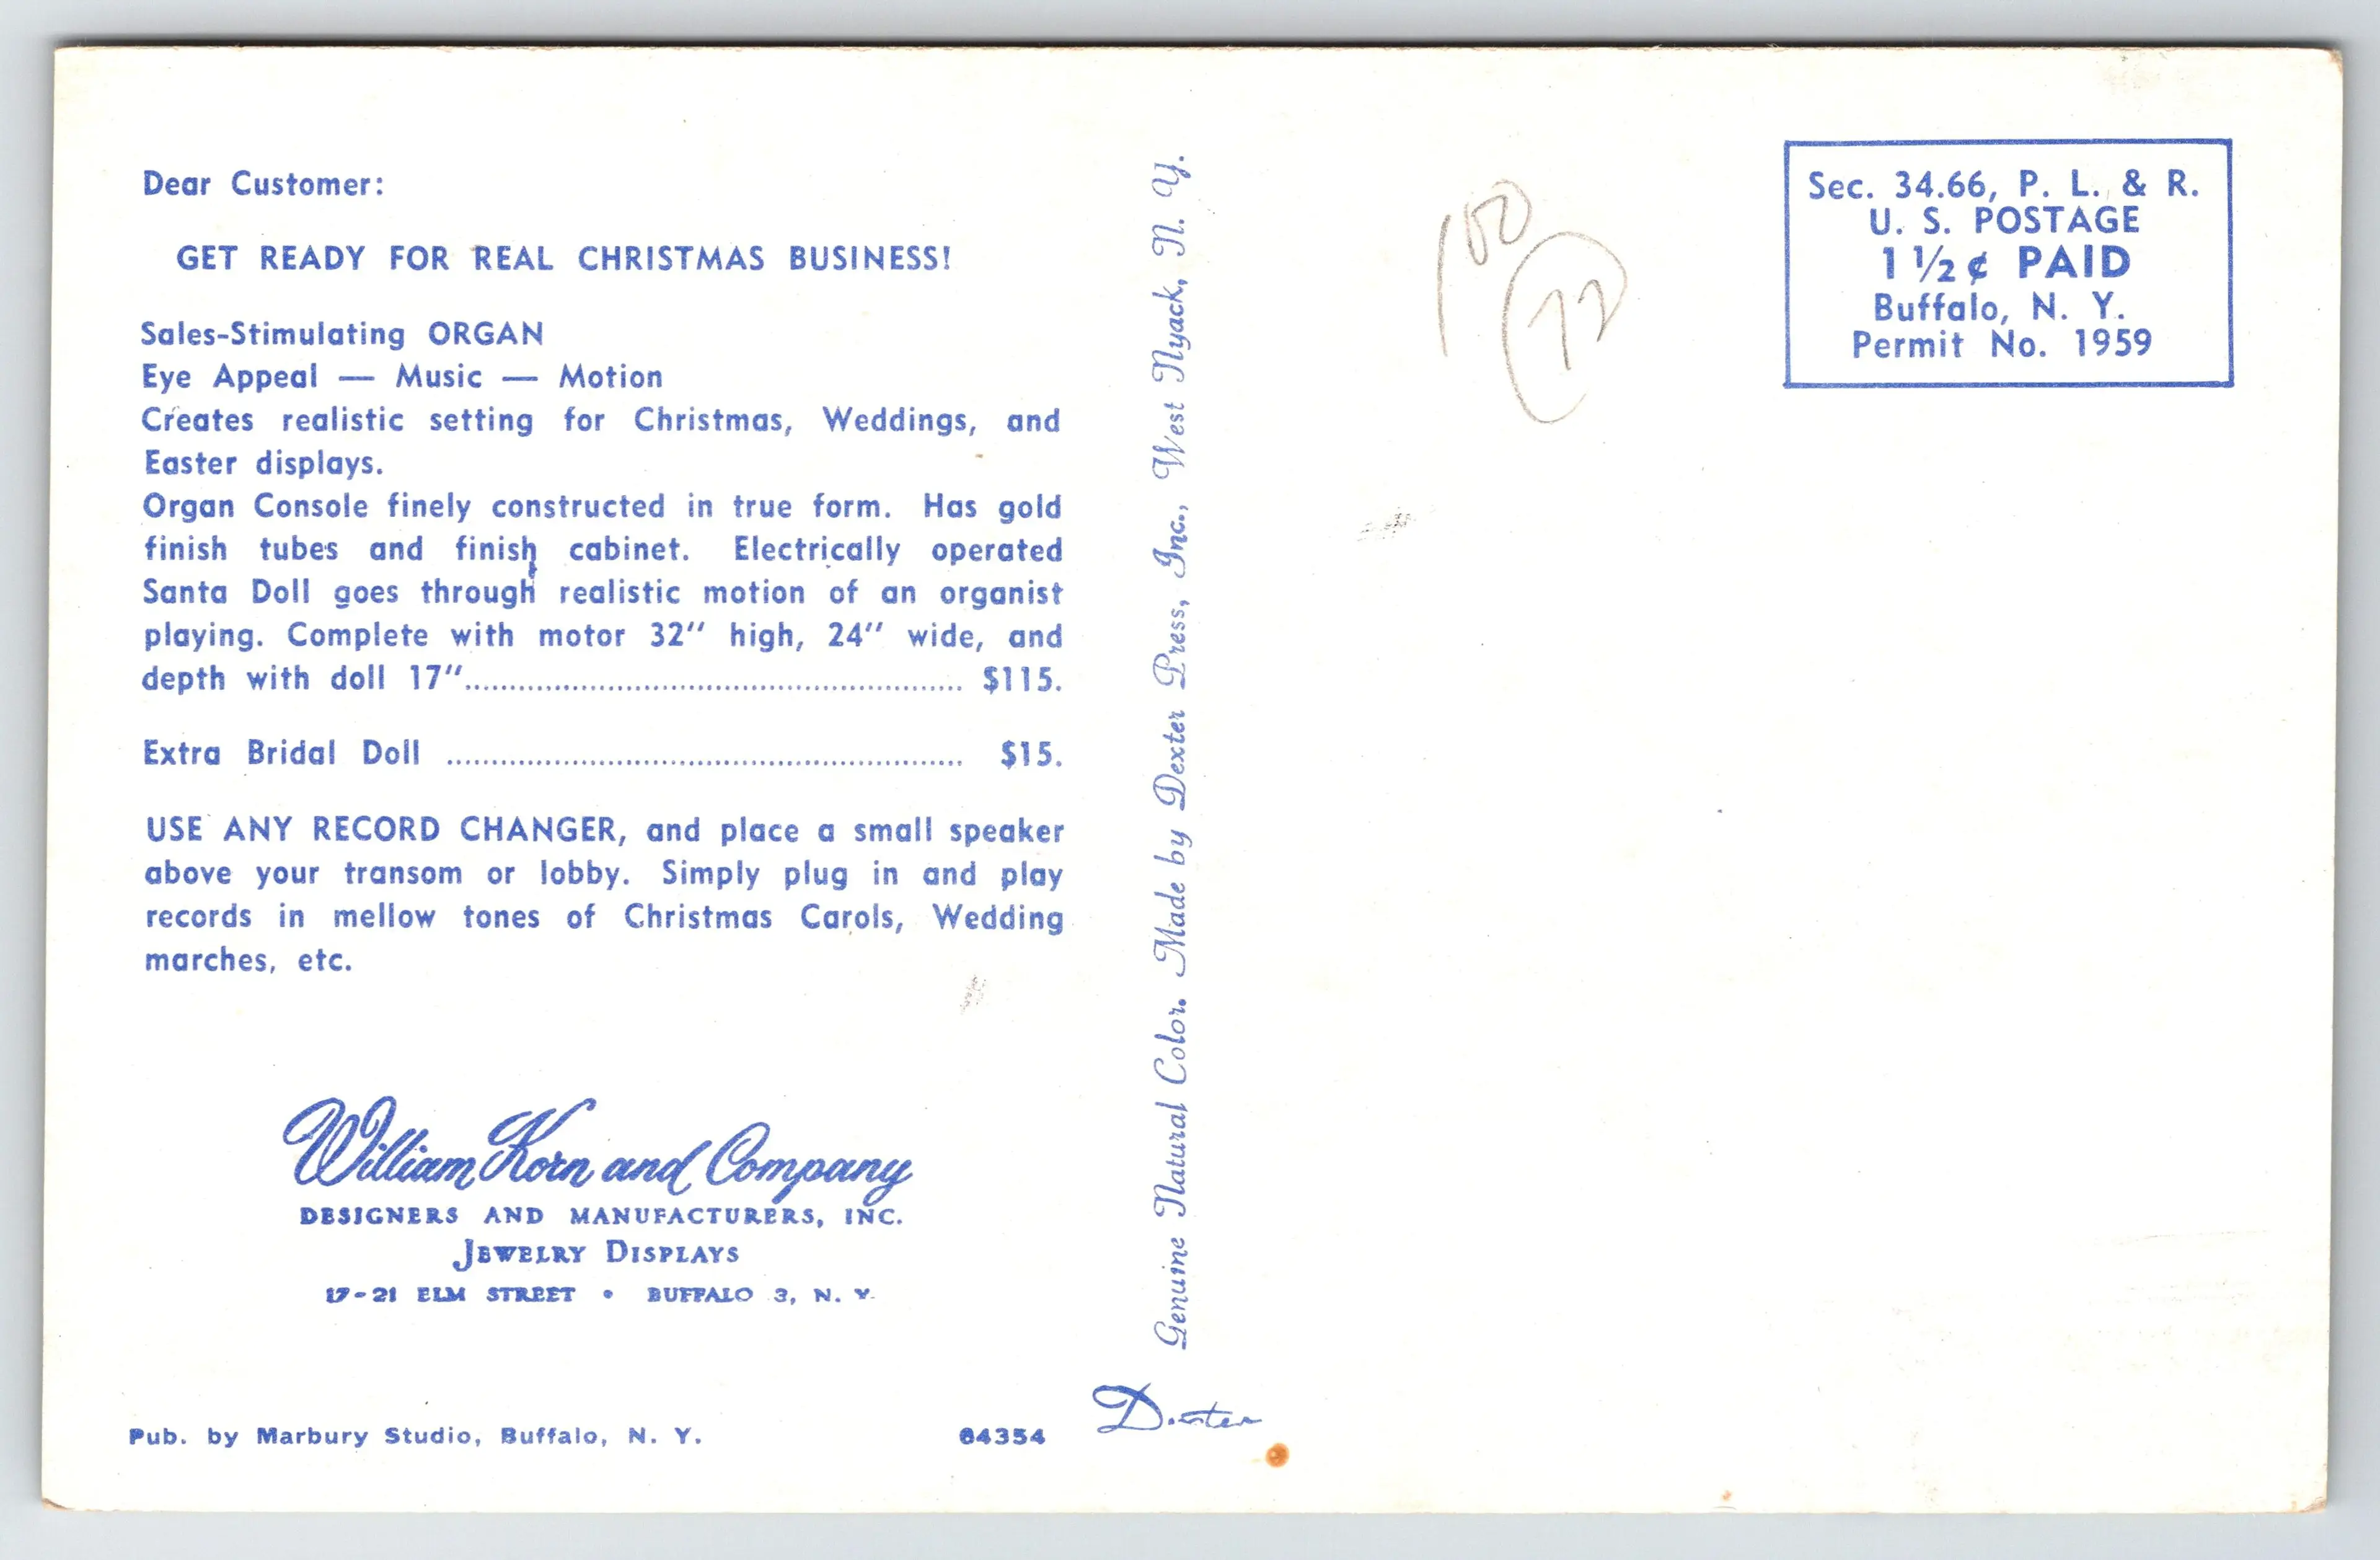 Dear Customer:
GET READY FOR REAL CHRISTMAS BUSINESS!
Sales-Stimulating ORGAN
Eye Appeal — Music — Motion
Creates realistic setting for Christmas, Weddings, and
Easter displays.
Organ Console finely constructed in true form. Has gold
finish tubes and finish cabinet. Electrically operated
Santa Doll goes through realistic motion of an organist
playing. Complete with motor 32" high, 24" wide, and
depth with doll 17"........................................................ $115.
Extra Bridal Doll .......................................................... $15.
USE ANY RECORD CHANGER, and place a small speaker
above your transom or lobby. Simply plug in and play
records in mellow tones of Christmas Carols, Wedding
marches, etc.
William Korn and Company
DESIGNERS AND MANUFACTURERS, INC.
JEWELRY DISPLAYS
17-21 ELM STREET • BUFFALO 3, N. Y.
Pub. by Marbury Studio, Buffalo, N. Y.
64354
Genuine Natural Color. Made by Dexter Press, Inc., West Nyack, N. Y.
Dexter
100
72
Sec. 34.66, P. L. & R.
U. S. POSTAGE
1 ½ ¢ PAID
Buffalo, N. Y.
Permit No. 1959